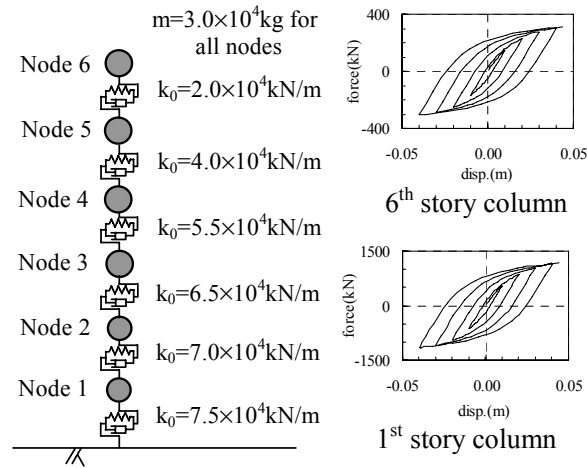 m=3.0×10⁴kg for
all nodes
Node 6
k₀=2.0×10⁴kN/m
Node 5
k₀=4.0×10⁴kN/m
Node 4
k₀=5.5×10⁴kN/m
Node 3
k₀=6.5×10⁴kN/m
Node 2
k₀=7.0×10⁴kN/m
Node 1
k₀=7.5×10⁴kN/m
400
0
-400
force(kN)
-0.05 0.00 0.05
disp.(m)
6ᵗʰ story column
1500
0
-1500
force(kN)
-0.05 0.00 0.05
disp.(m)
1ˢᵗ story column